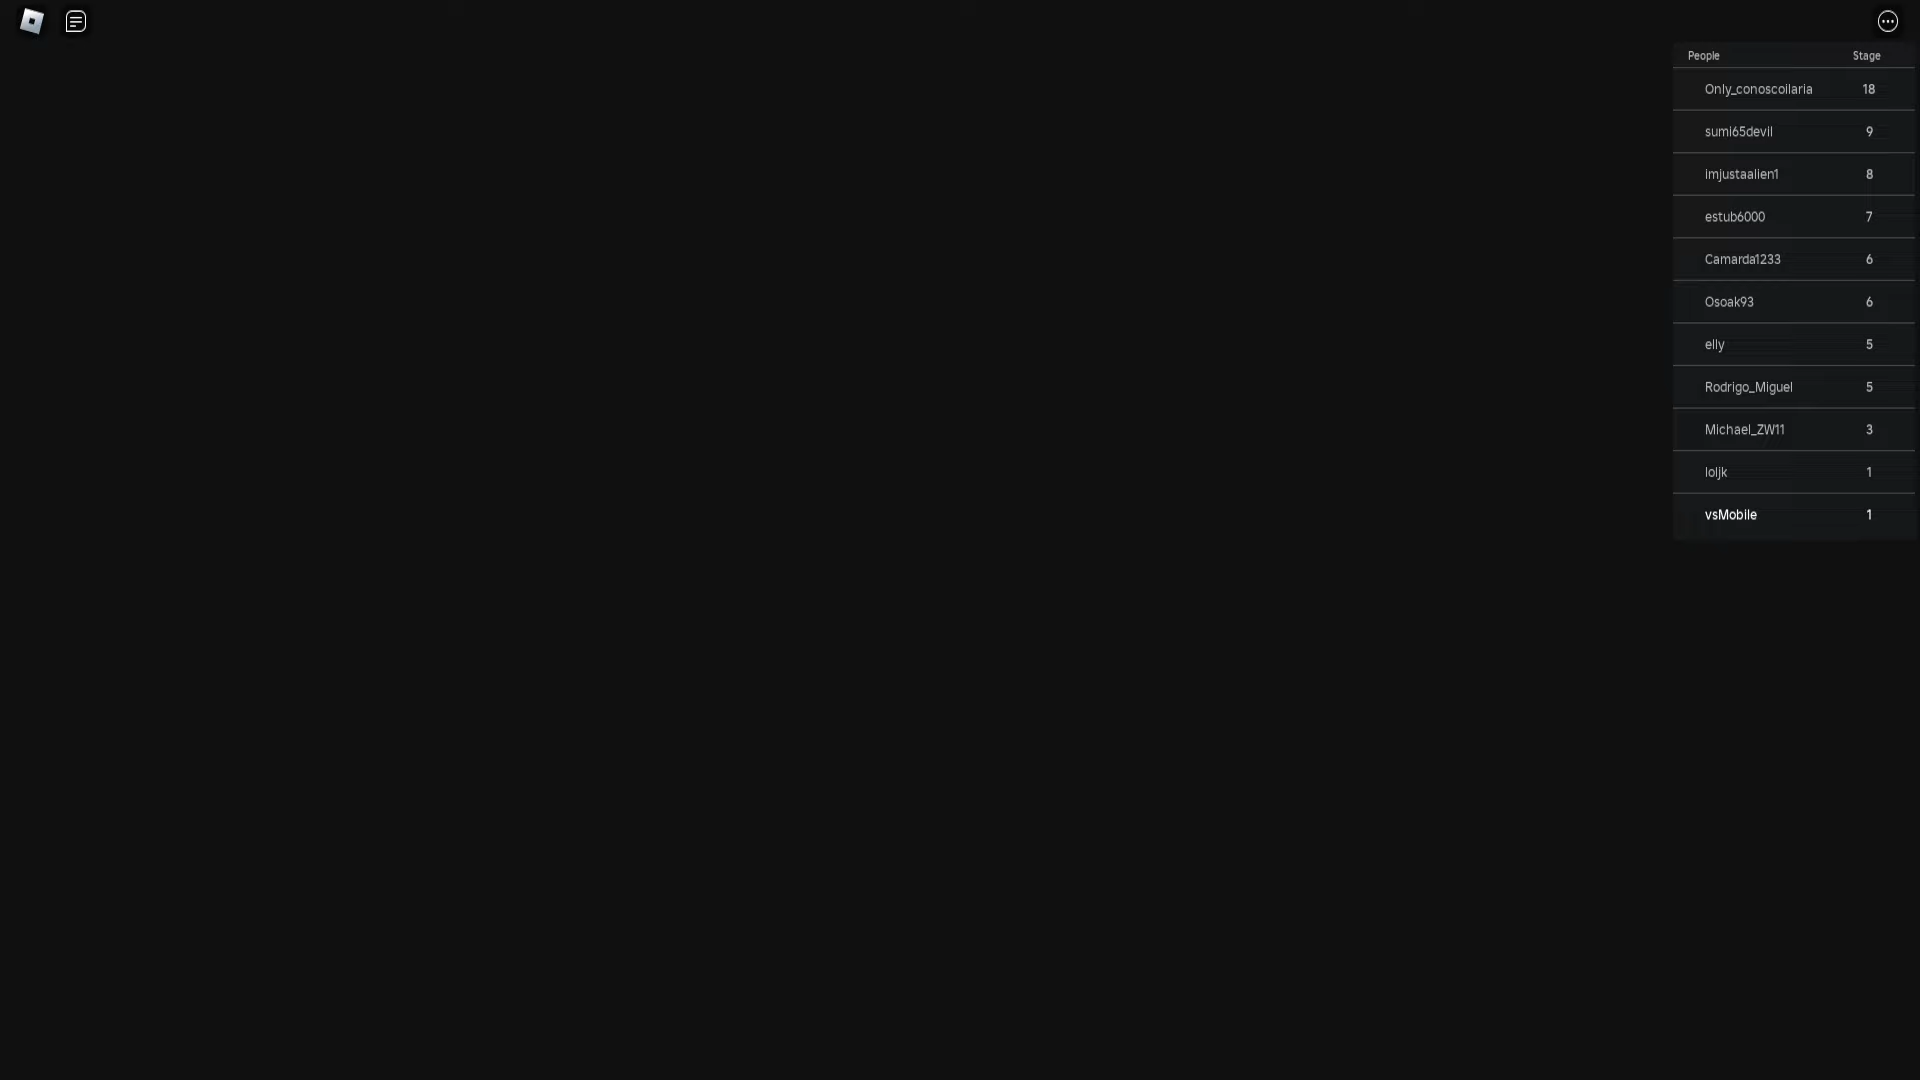 People Stage
Only_conoscoilaria 18
sumi65devil 9
imjustaalien1 8
estub6000 7
Camarda1233 6
Osoak93 6
elly 5
Rodrigo_Miguel 5
Michael_ZW11 3
loljk 1
vsMobile 1